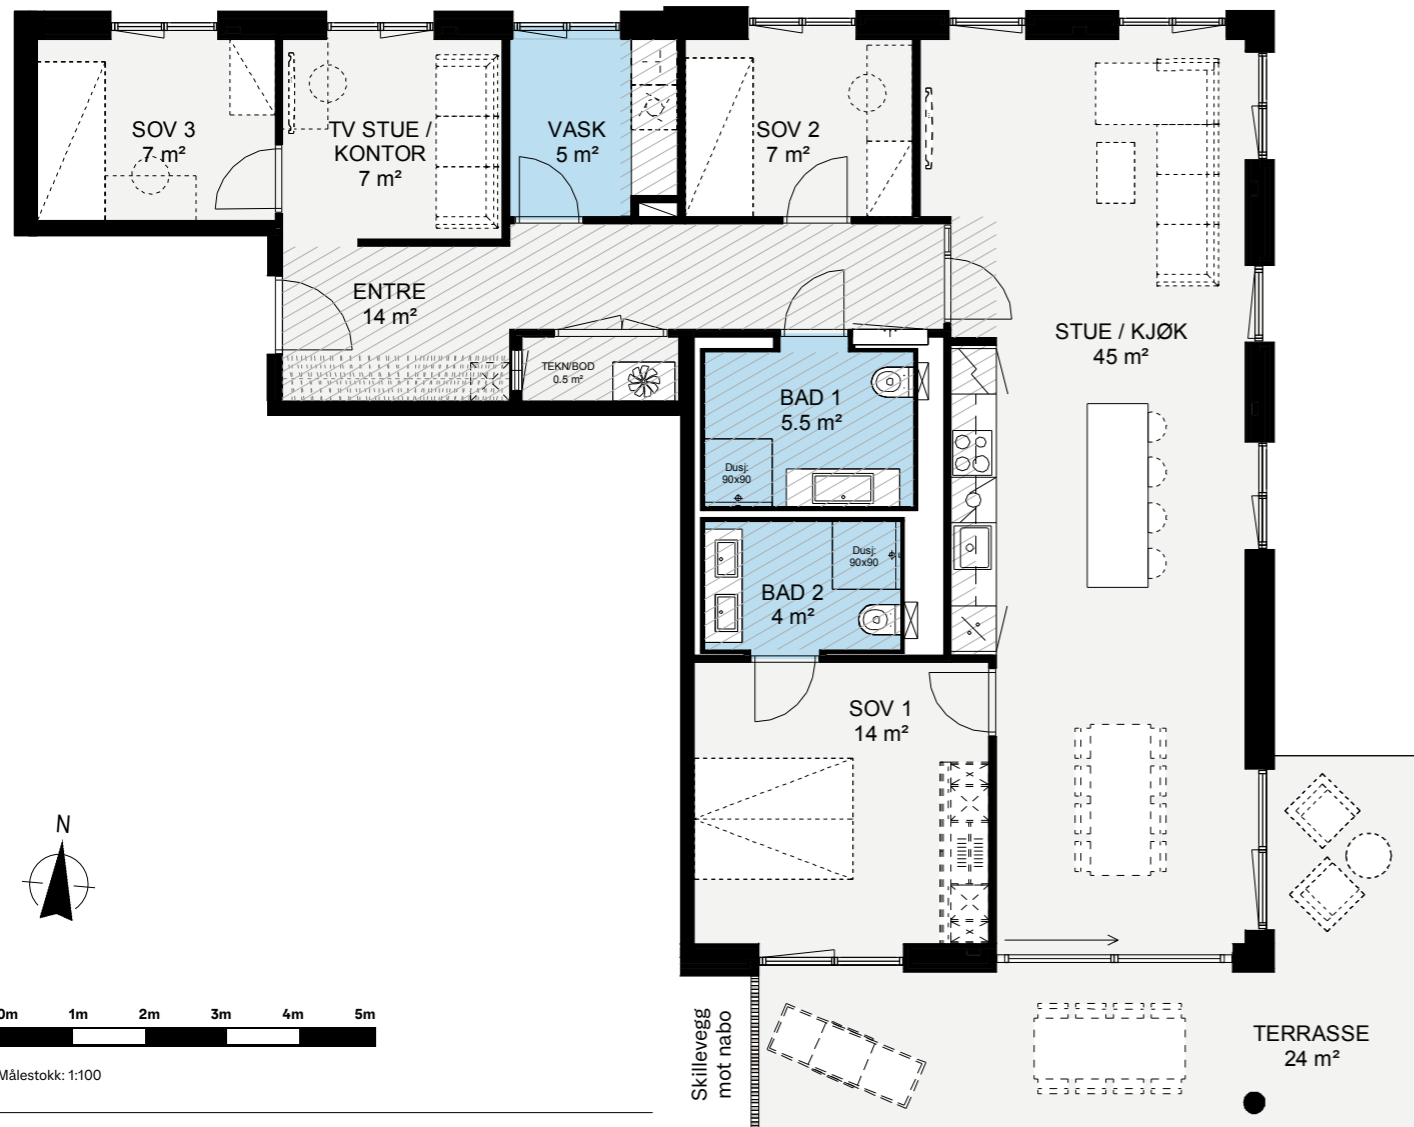 SOV 3
7 m²
TV STUE /
KONTOR
7 m²
VASK
5 m²
SOV 2
7 m²
ENTRE
14 m²
STUE / KJØK
45 m²
TEKN/BOD
0.5 m²
BAD 1
5.5 m²
Dusj:
90x90
Dusj:
90x90
BAD 2
4 m²
SOV 1
14 m²
N
0m 1m 2m 3m 4m 5m
Målestokk: 1:100
Skillevegg
mot nabo
TERRASSE
24 m²